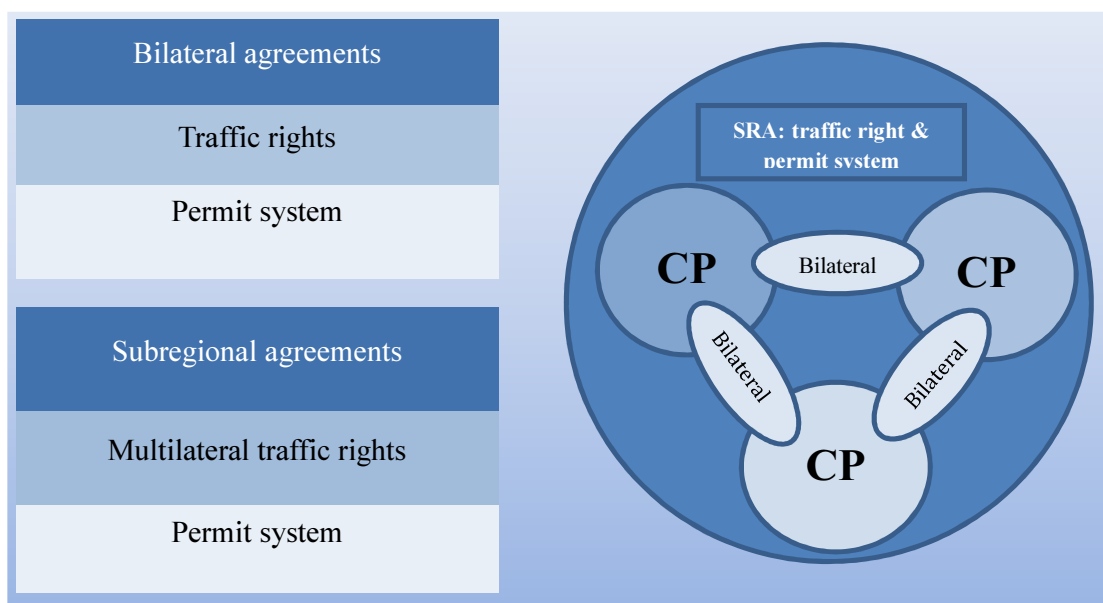 Bilateral agreements
Traffic rights
Permit system
Subregional agreements
Multilateral traffic rights
Permit system
SRA: traffic right &
permit system
CP
Bilateral
CP
Bilateral
Bilateral
CP